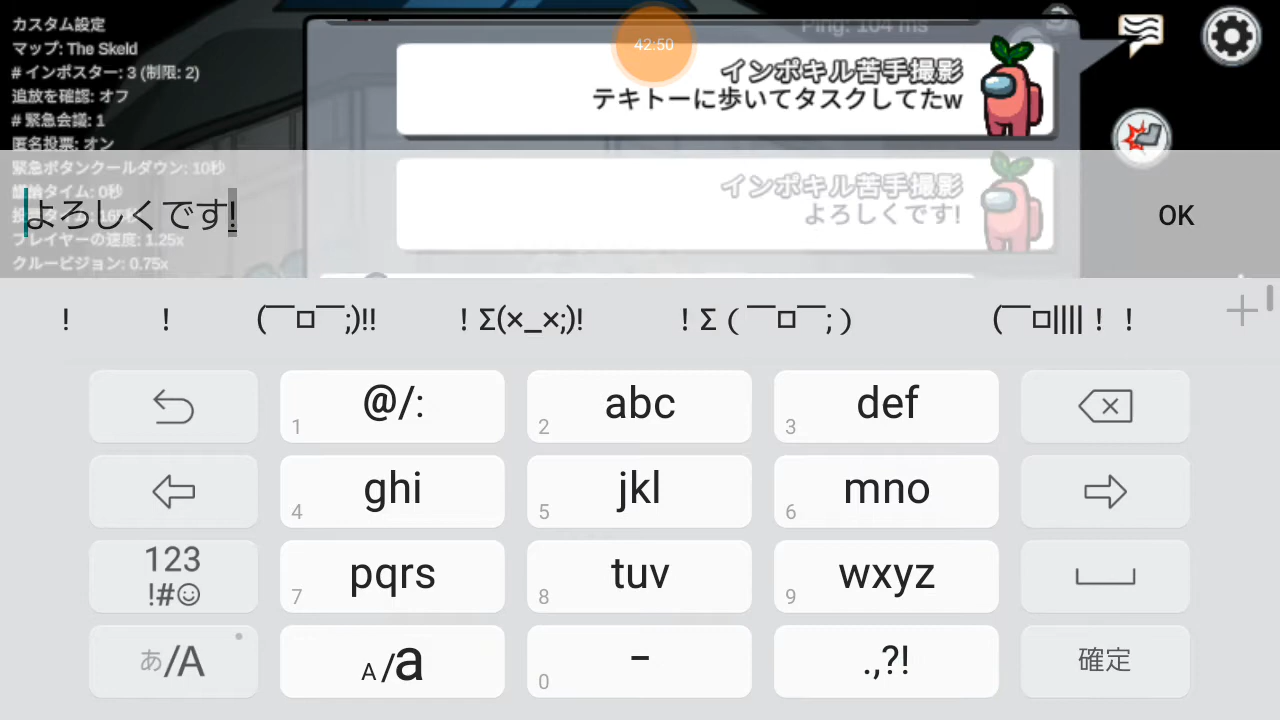 カスタム設定
マップ: The Skeld
# インポスター: 3 (制限: 2)
追放を確認: オフ
# 緊急会議: 1
匿名投票: オン
緊急ボタンクールダウン: 10秒
議論タイム: 0秒
プレイヤーの速度: 1.25x
クルービジョン: 0.75x
Ping: 104 ms
42:50
インポキル苦手撮影
テキトーに歩いてタスクしてたw
インポキル苦手撮影
よろしくです!
よろしくです!
OK
! ! (￣ロ￣;)!! !Σ(×_×;)! !Σ(￣ロ￣;) (￣ロ||||!!
1 @/: 2 abc 3 def
4 ghi 5 jkl 6 mno
123
!#☺
7 pqrs 8 tuv 9 wxyz
あ/A A/a 0 - .,?! 確定